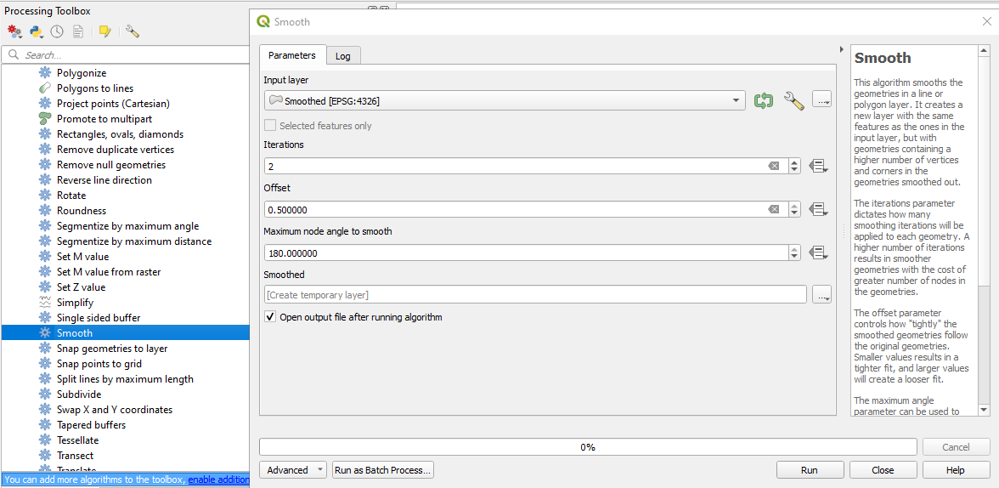 Processing Toolbox
Search...
Polygonize
Polygons to lines
Project points (Cartesian)
Promote to multipart
Rectangles, ovals, diamonds
Remove duplicate vertices
Remove null geometries
Reverse line direction
Rotate
Roundness
Segmentize by maximum angle
Segmentize by maximum distance
Set M value
Set M value from raster
Set Z value
Simplify
Single sided buffer
Smooth
Snap geometries to layer
Snap points to grid
Split lines by maximum length
Subdivide
Swap X and Y coordinates
Tapered buffers
Tessellate
Transect
Translate
You can add more algorithms to the toolbox, enable addition
Smooth
Parameters
Log
Input layer
Smoothed [EPSG:4326]
...
Selected features only
Iterations
2
Offset
0.500000
Maximum node angle to smooth
180.000000
Smoothed
[Create temporary layer]
...
Open output file after running algorithm
Smooth
This algorithm smooths the
geometries in a line or
polygon layer. It creates a
new layer with the same
features as the ones in the
input layer, but with
geometries containing a
higher number of vertices
and corners in the
geometries smoothed out.
The iterations parameter
dictates how many
smoothing iterations will be
applied to each geometry. A
higher number of iterations
results in smoother
geometries with the cost of
greater number of nodes in
the geometries.
The offset parameter
controls how "tightly" the
smoothed geometries follow
the original geometries.
Smaller values results in a
tighter fit, and larger values
will create a looser fit.
The maximum angle
parameter can be used to
0%
Cancel
Advanced
Run as Batch Process...
Run
Close
Help